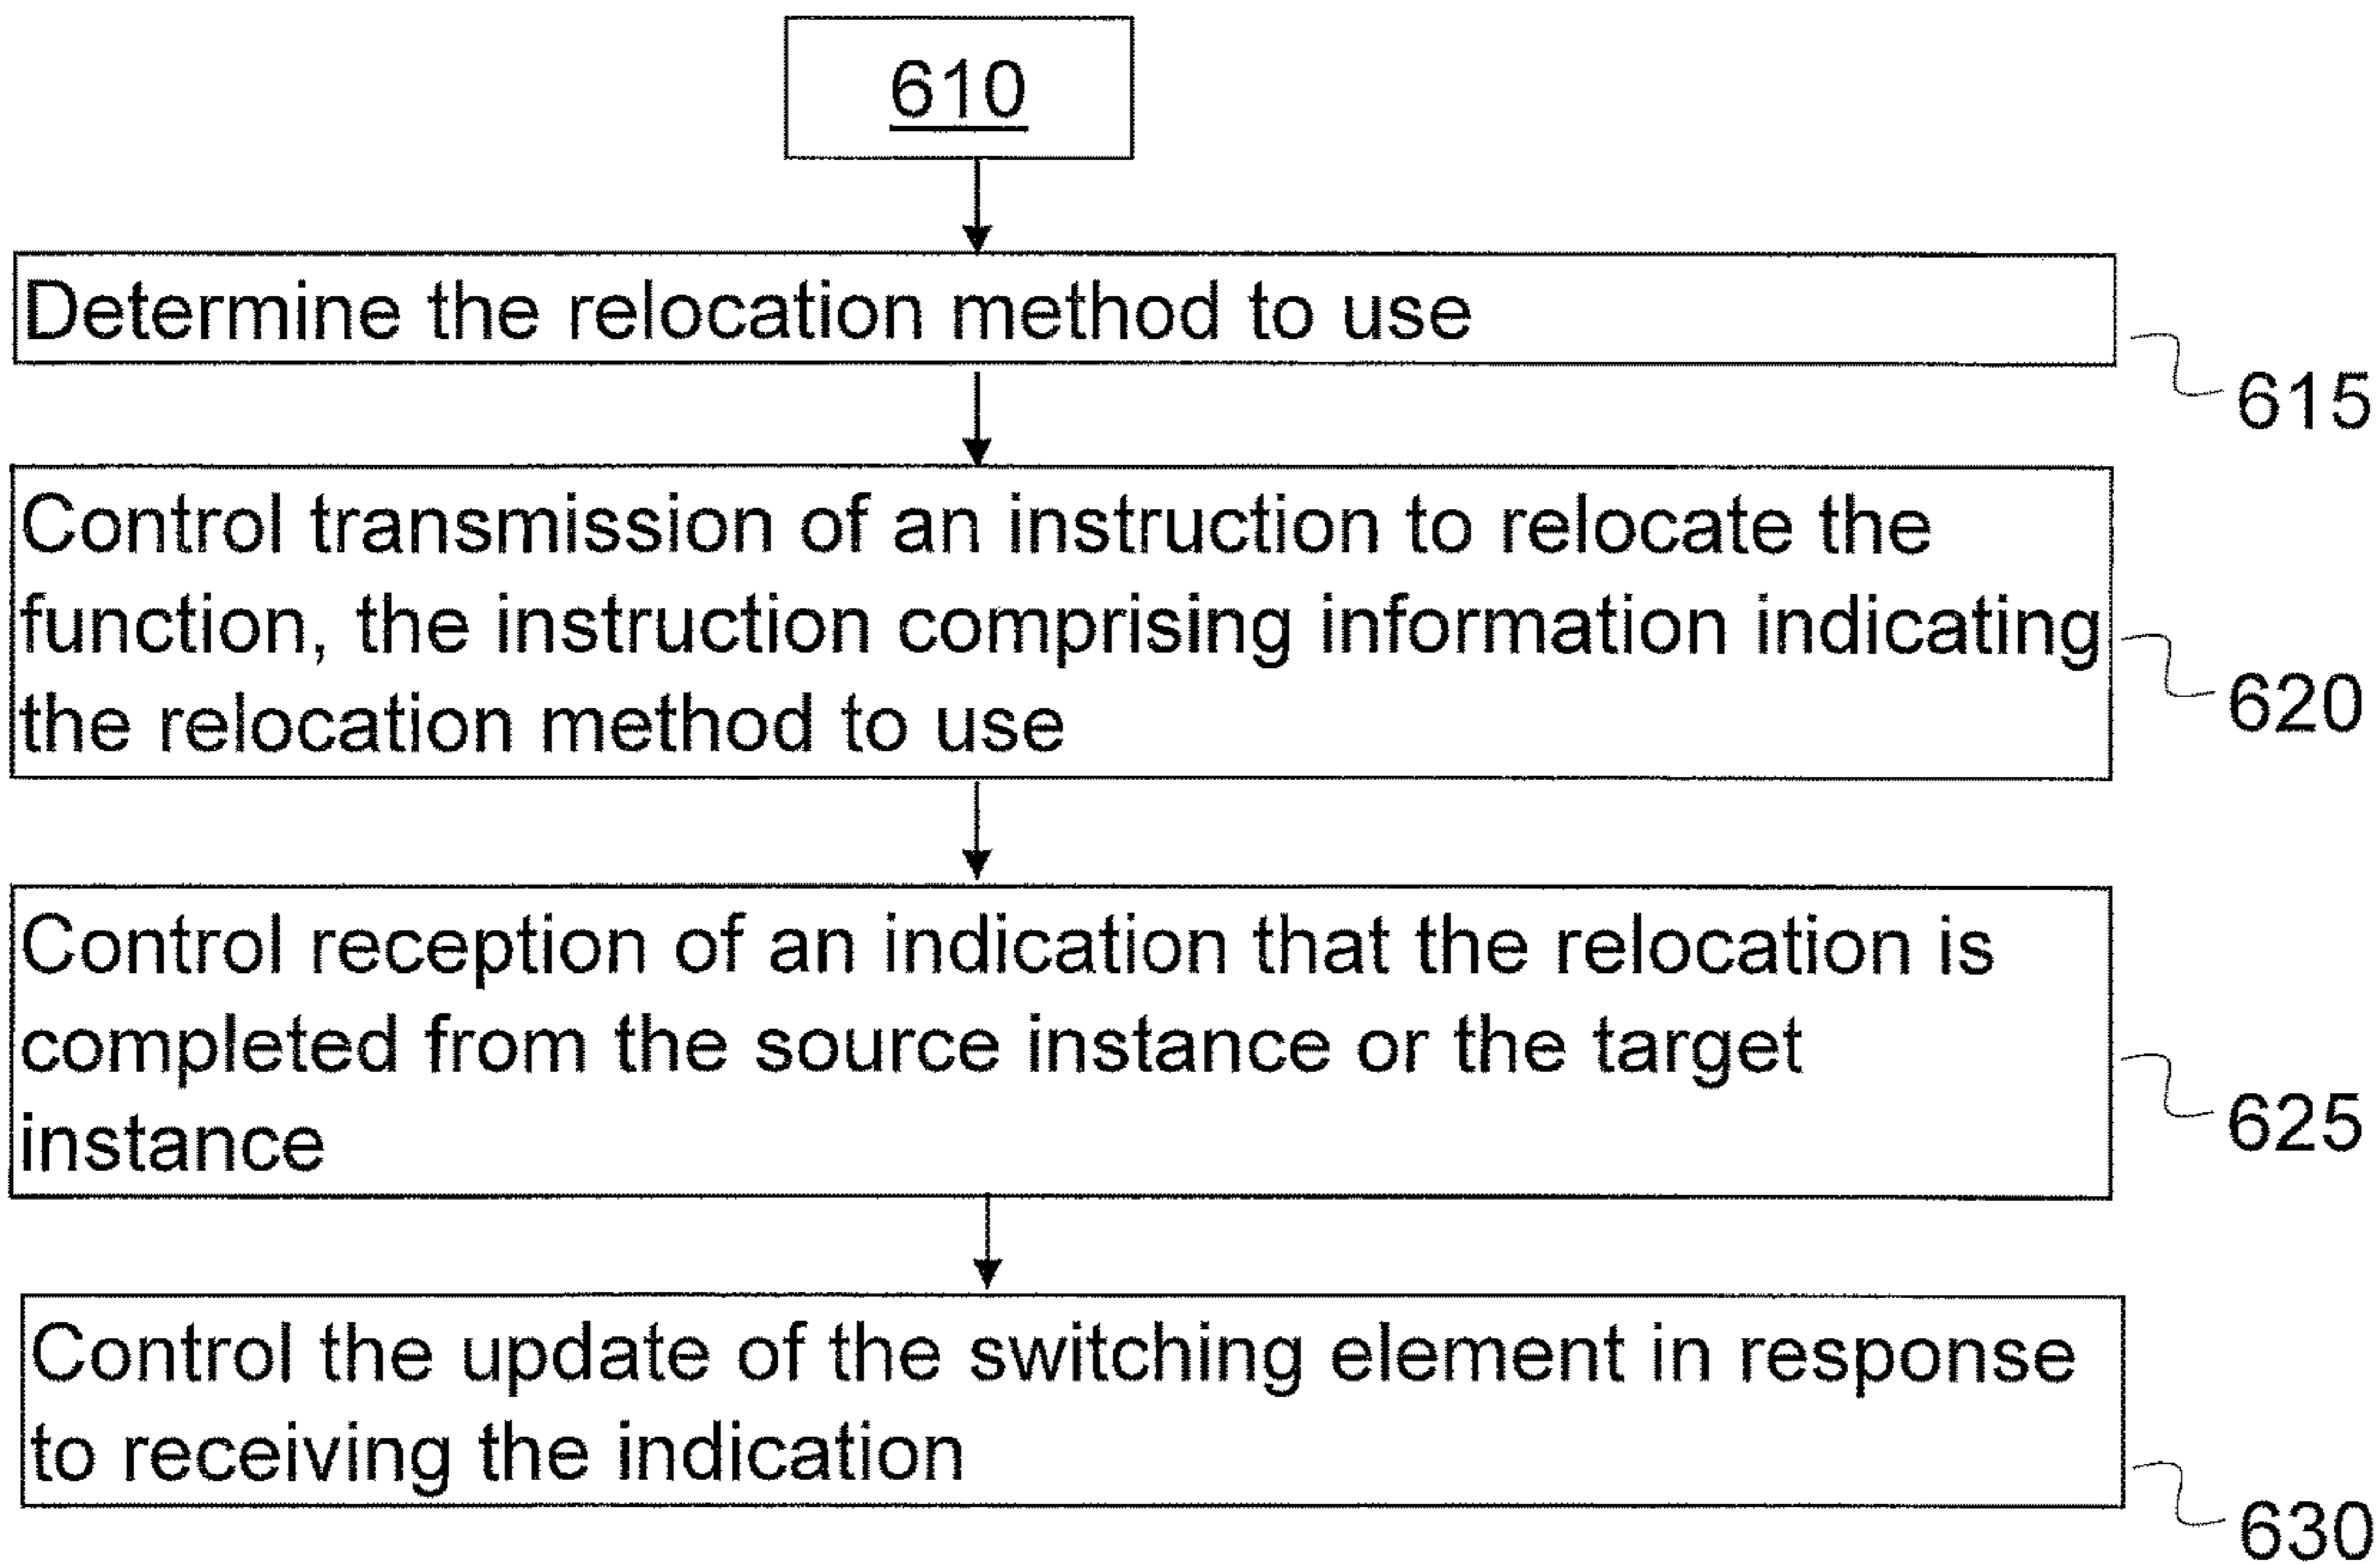 610
Determine the relocation method to use
615
Control transmission of an instruction to relocate the
function, the instruction comprising information indicating
the relocation method to use
620
Control reception of an indication that the relocation is
completed from the source instance or the target
instance
625
Control the update of the switching element in response
to receiving the indication
630